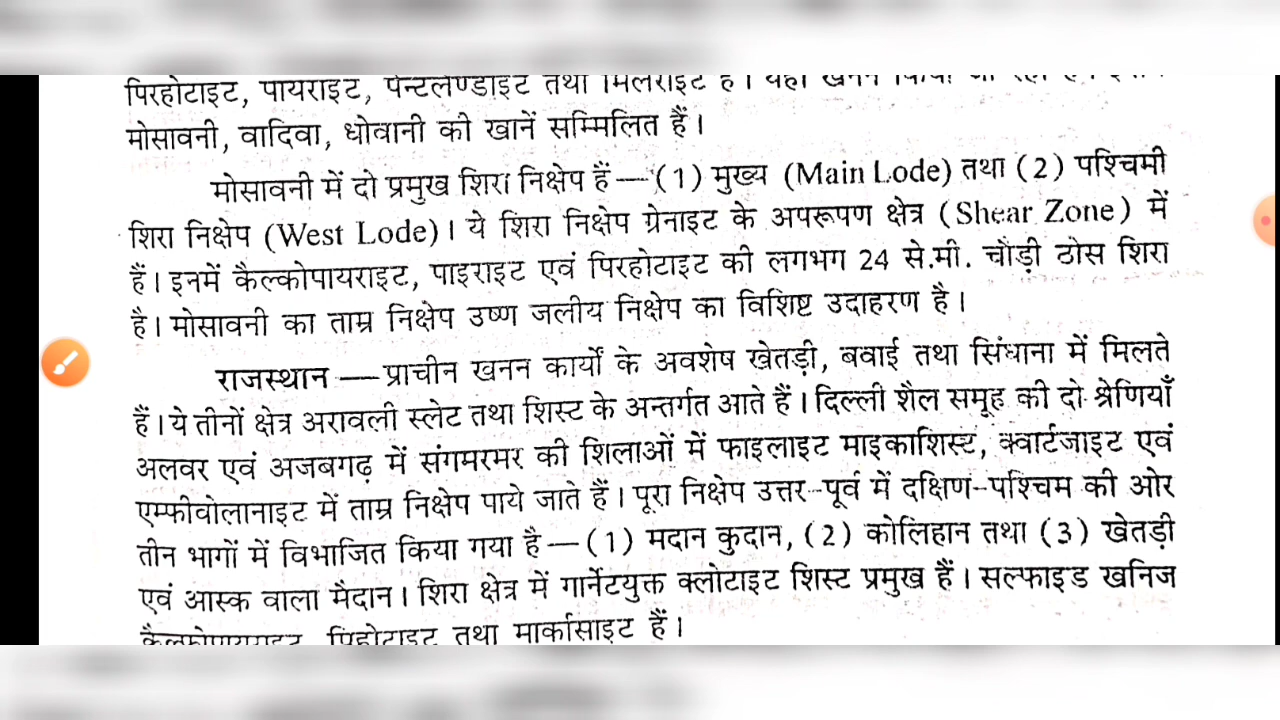 पिरहोटाइट, पायराइट, पेन्टलेण्डाइट तथा मिलराइट है। यहाँ खनन किया जा रहा है।
मोसावनी, वादिवा, धोवानी की खानें सम्मिलित हैं।
मोसावनी में दो प्रमुख शिरा निक्षेप हैं—(1) मुख्य (Main Lode) तथा (2) पश्चिमी
शिरा निक्षेप (West Lode)। ये शिरा निक्षेप ग्रेनाइट के अपरूपण क्षेत्र (Shear Zone) में
हैं। इनमें कैल्कोपायराइट, पाइराइट एवं पिरहोटाइट की लगभग 24 से.मी. चौड़ी ठोस शिरा
है। मोसावनी का ताम्र निक्षेप उष्ण जलीय निक्षेप का विशिष्ट उदाहरण है।
राजस्थान—प्राचीन खनन कार्यों के अवशेष खेतड़ी, बवाई तथा सिंघाना में मिलते
हैं। ये तीनों क्षेत्र अरावली स्लेट तथा शिस्ट के अन्तर्गत आते हैं। दिल्ली शैल समूह की दो श्रेणियाँ
अलवर एवं अजबगढ़ में संगमरमर की शिलाओं में फाइलाइट माइकाशिस्ट, क्वार्टजाइट एवं
एम्फीवोलानाइट में ताम्र निक्षेप पाये जाते हैं। पूरा निक्षेप उत्तर-पूर्व में दक्षिण-पश्चिम की ओर
तीन भागों में विभाजित किया गया है—(1) मदान कुदान, (2) कोलिहान तथा (3) खेतड़ी
एवं आस्क वाला मैदान। शिरा क्षेत्र में गार्नेटयुक्त क्लोटाइट शिस्ट प्रमुख हैं। सल्फाइड खनिज
कैल्कोपायराइट, पिरहोटाइट तथा मार्कासाइट हैं।